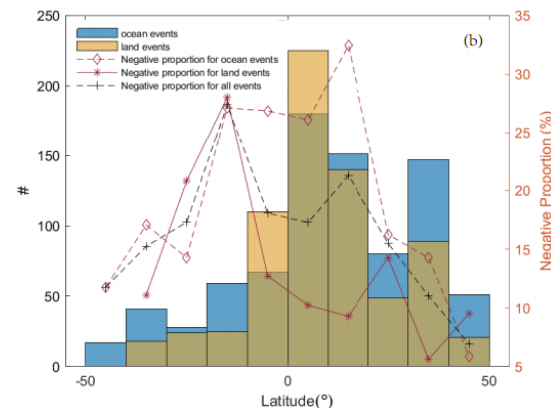 250
200
150
100
50
0
#
ocean events
land events
Negative proportion for ocean events
Negative proportion for land events
Negative proportion for all events
(b)
35
30
25
20
15
10
5
Negative Proportion (%)
-50
0
50
Latitude(°)